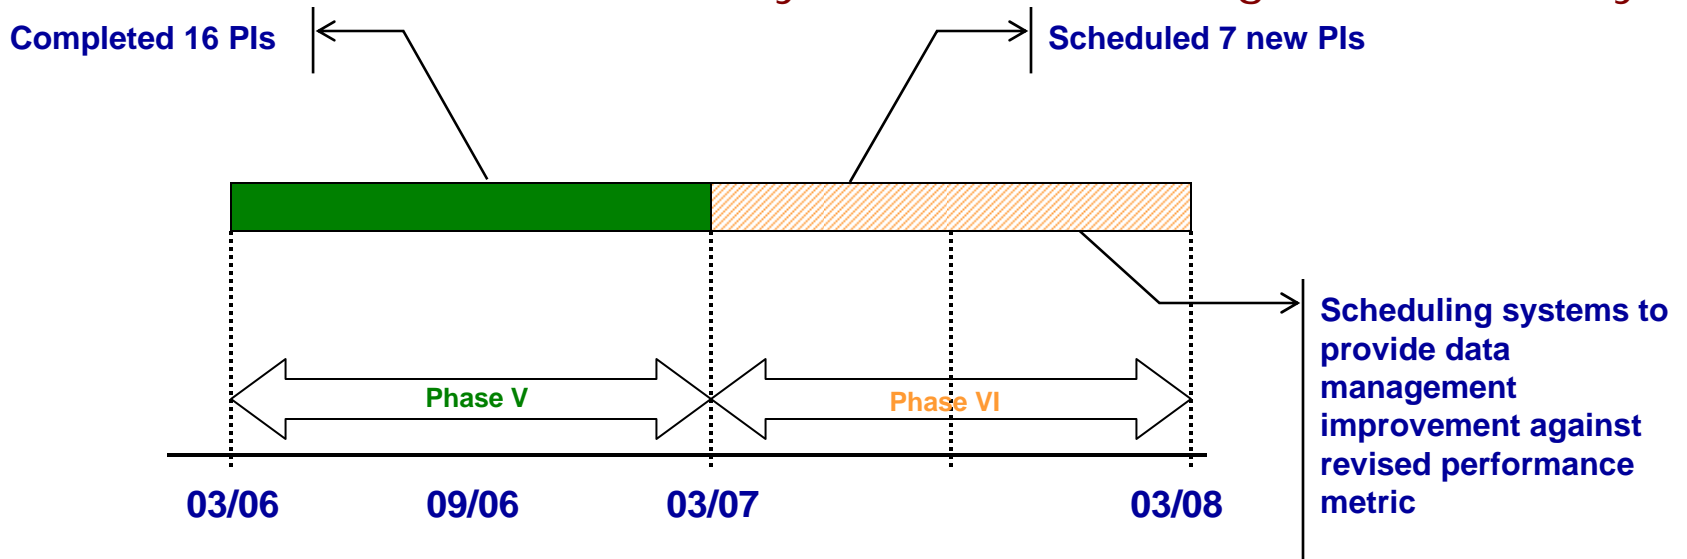 Completed 16 PIs
Scheduled 7 new PIs
Scheduling systems to
provide data
management
improvement against
revised performance
metric
Phase V
Phase VI
03/06
09/06
03/07
03/08